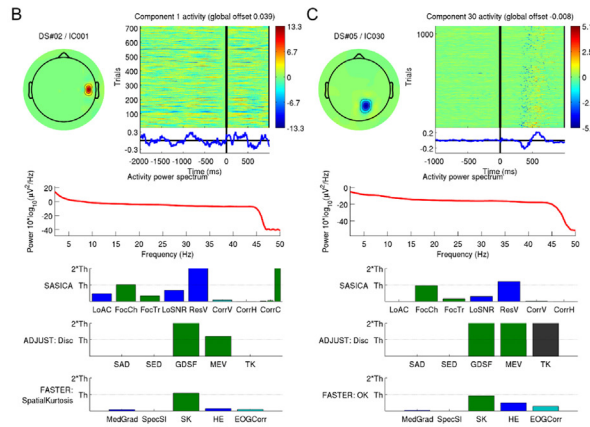 B
DS#02 / IC001
Component 1 activity (global offset 0.039)
Trials
700
600
500
400
300
200
100
13.3
6.7
0
-6.7
-13.3
0.3
-0.3
-2000 -1000 0 1000
Time (ms)
Activity power spectrum
Power 10*log10(μV²/Hz)
0
-20
-40
5 10 15 20 25 30 35 40 45 50
Frequency (Hz)
SASICA
2*Th
Th
LoAC FocCh FocTr LoSNR ResV CorrV CorrH CorrC
ADJUST: Disc
2*Th
Th
SAD SED GDSF MEV TK
FASTER:
SpatialKurtosis
2*Th
Th
MedGrad SpecSl SK HE EOGCorr
C
DS#05 / IC030
Component 30 activity (global offset -0.008)
Trials
1000
0
0.2
-0.2
0 500 1000
Time (ms)
Activity power spectrum
Power 10*log10(μV²/Hz)
0
-20
-40
5 10 15 20 25 30 35 40 45 50
Frequency (Hz)
SASICA
2*Th
Th
LoAC FocCh FocTr LoSNR ResV CorrV CorrH
ADJUST: Disc
2*Th
Th
SAD SED GDSF MEV TK
FASTER: OK
2*Th
Th
MedGrad SpecSl SK HE EOGCorr